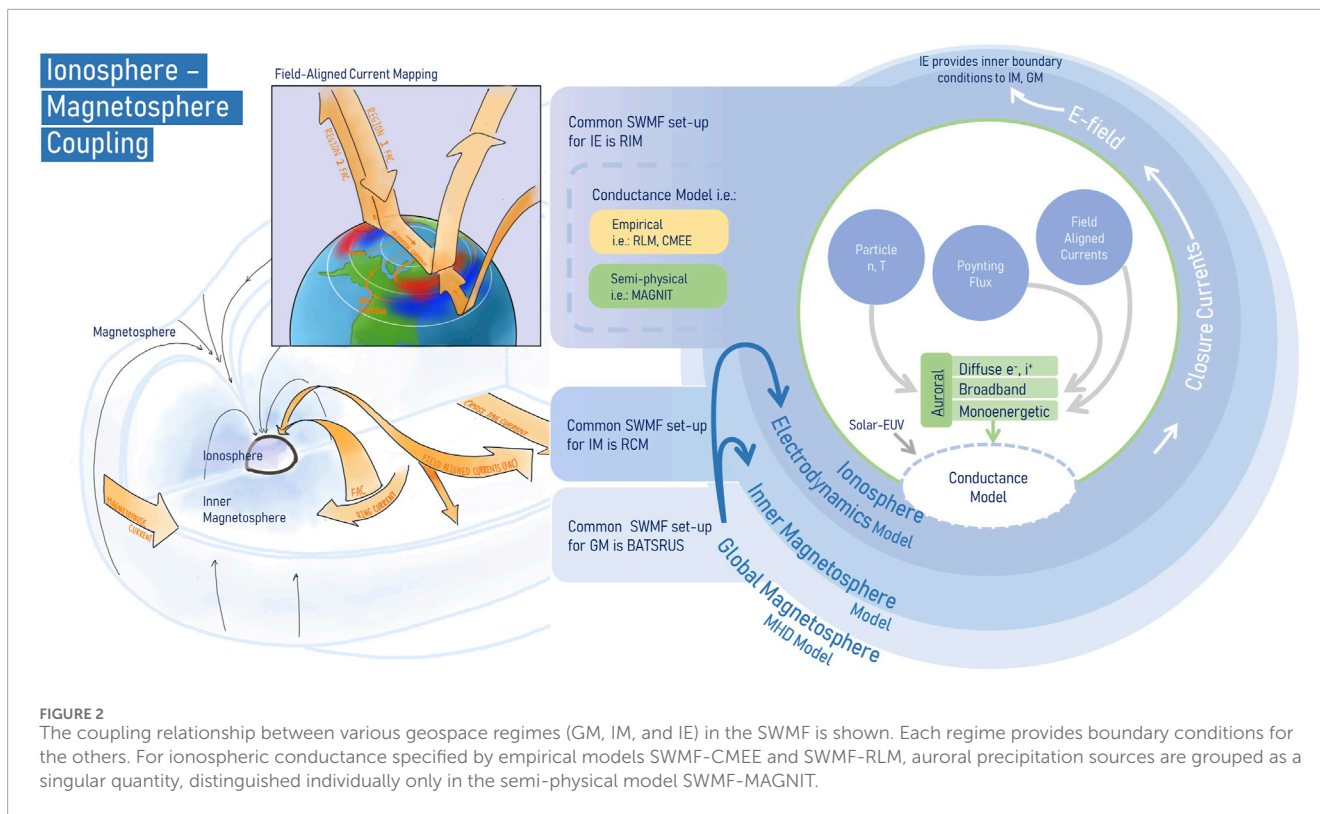 Ionosphere –
Magnetosphere
Coupling
Field-Aligned Current Mapping
REGION 2 FAC
REGION 1 FAC
Magnetosphere
Ionosphere
Inner
Magnetosphere
MAGNETOPAUSE
CURRENT
FAC
RING CURRENT
FIELD ALIGNED CURRENTS (FAC)
CROSS TAIL CURRENT
Common SWMF set-up
for IE is RIM
Conductance Model i.e.:
Empirical
i.e.: RLM, CMEE
Semi-physical
i.e.: MAGNIT
Common SWMF set-up
for IM is RCM
Common SWMF set-up
for GM is BATSRUS
IE provides inner boundary
conditions to IM, GM
E-field
Closure Currents
Particle
n, T
Poynting
Flux
Field
Aligned
Currents
Auroral
Diffuse e⁻, i⁺
Broadband
Monoenergetic
Solar-EUV
Conductance
Model
Ionosphere
Electrodynamics Model
Inner Magnetosphere
Model
Global Magnetosphere
MHD Model
FIGURE 2
The coupling relationship between various geospace regimes (GM, IM, and IE) in the SWMF is shown. Each regime provides boundary conditions for
the others. For ionospheric conductance specified by empirical models SWMF-CMEE and SWMF-RLM, auroral precipitation sources are grouped as a
singular quantity, distinguished individually only in the semi-physical model SWMF-MAGNIT.